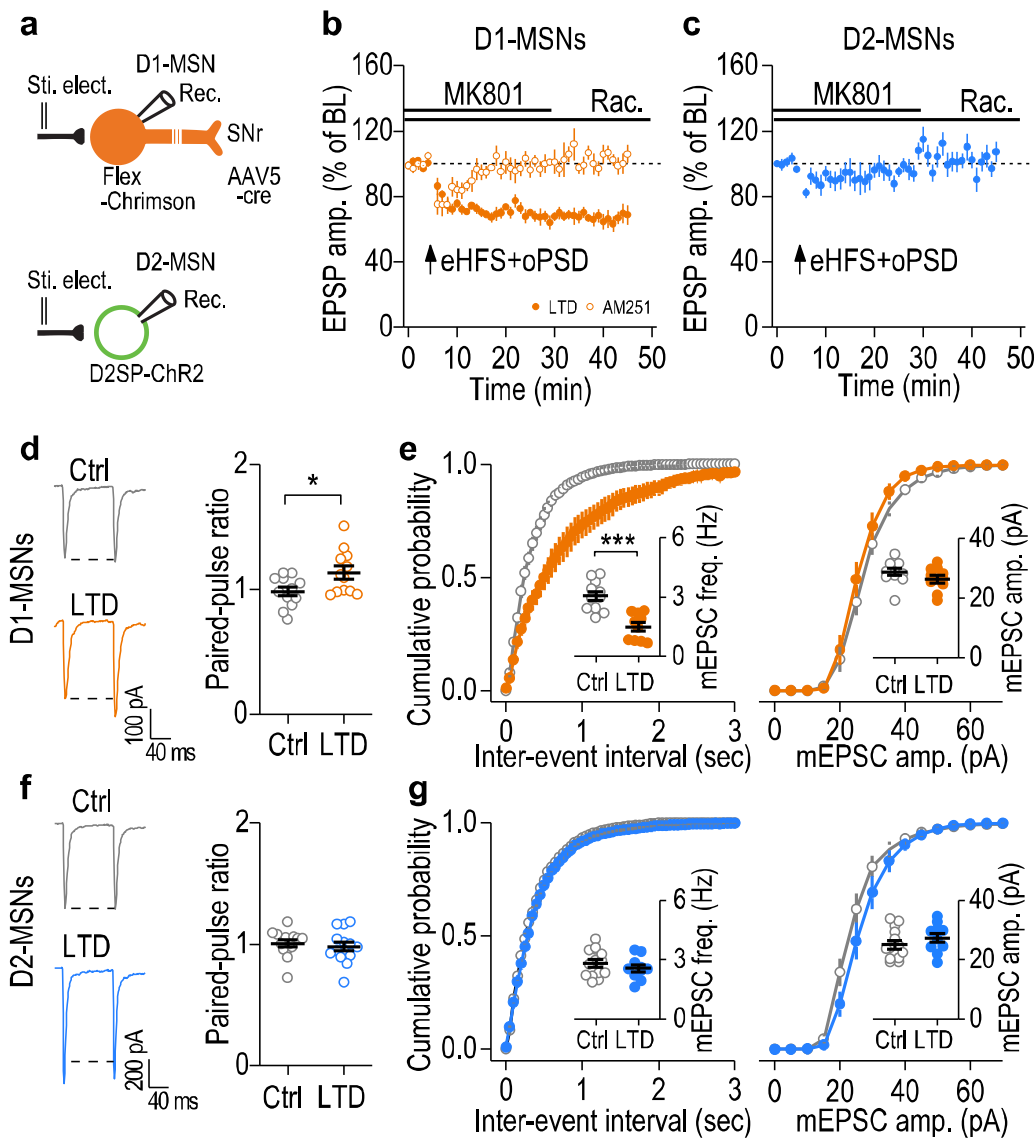 a
Sti. elect.
D1-MSN
Rec.
SNr
Flex
-Chrimson
AAV5
-cre
D2-MSN
Sti. elect.
Rec.
D2SP-ChR2
b
D1-MSNs
EPSP amp. (% of BL)
160
120
80
40
0
MK801
Rac.
eHFS+oPSD
LTD
AM251
0 10 20 30 40 50
Time (min)
c
D2-MSNs
EPSP amp. (% of BL)
160
120
80
40
0
MK801
Rac.
eHFS+oPSD
0 10 20 30 40 50
Time (min)
d
D1-MSNs
Ctrl
LTD
100 pA
40 ms
Paired-pulse ratio
2
1
0
*
Ctrl LTD
e
Cumulative probability
1.0
0.5
0.0
0 1 2 3
Inter-event interval (sec)
***
6
3
0
mEPSC freq. (Hz)
Ctrl LTD
40
20
0
mEPSC amp. (pA)
Ctrl LTD
0 20 40 60
mEPSC amp. (pA)
f
D2-MSNs
Ctrl
LTD
200 pA
40 ms
Paired-pulse ratio
2
1
0
Ctrl LTD
g
Cumulative probability
1.0
0.5
0.0
0 1 2 3
Inter-event interval (sec)
6
3
0
mEPSC freq. (Hz)
Ctrl LTD
40
20
0
mEPSC amp. (pA)
Ctrl LTD
0 20 40 60
mEPSC amp. (pA)